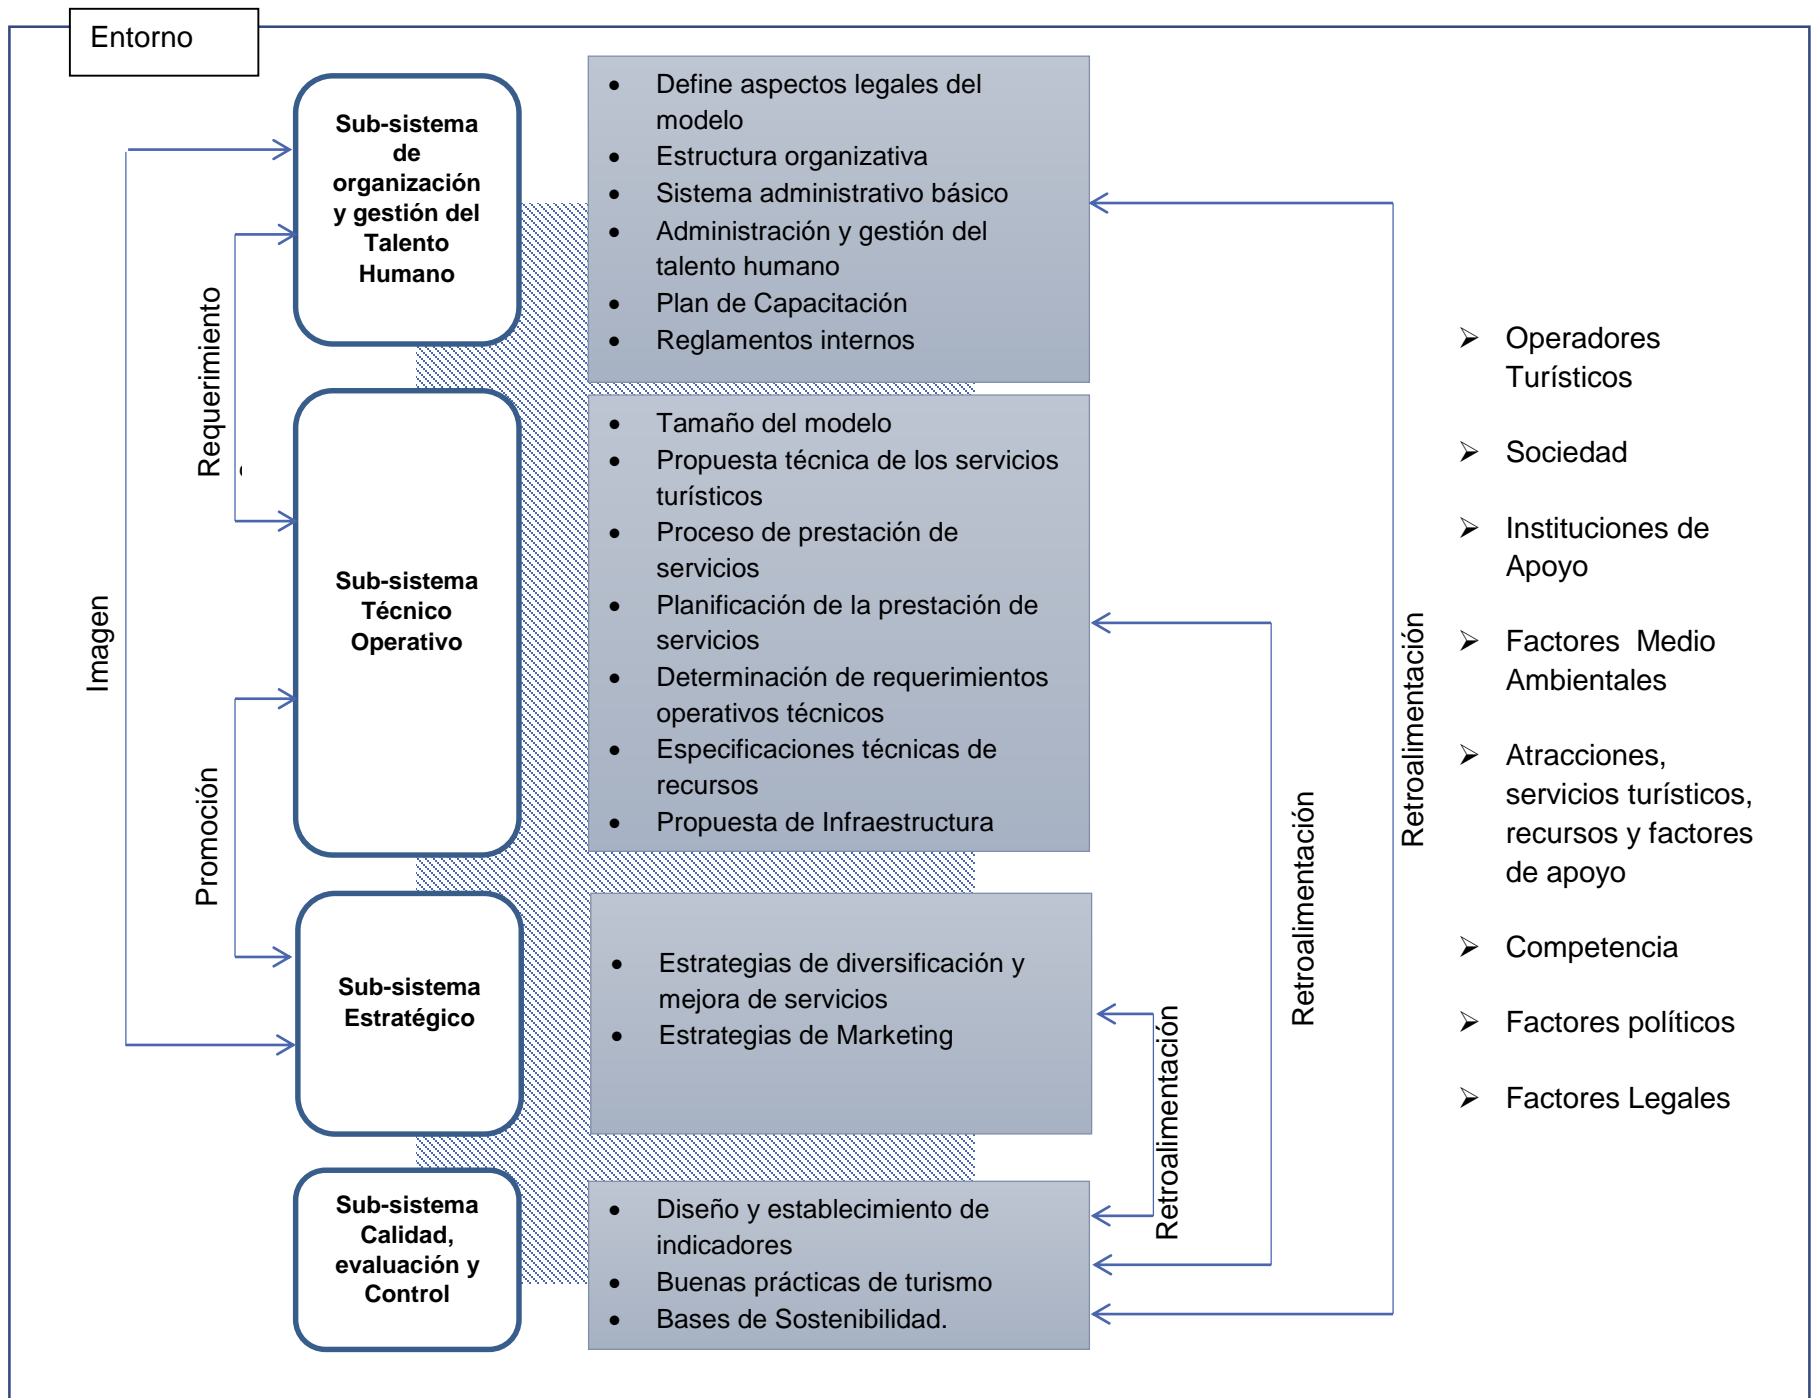 Entorno
Sub-sistema
de
organización
y gestión del
Talento
Humano
• Define aspectos legales del
modelo
• Estructura organizativa
• Sistema administrativo básico
• Administración y gestión del
talento humano
• Plan de Capacitación
• Reglamentos internos
Requerimiento
Imagen
Promoción
Sub-sistema
Técnico
Operativo
• Tamaño del modelo
• Propuesta técnica de los servicios
turísticos
• Proceso de prestación de
servicios
• Planificación de la prestación de
servicios
• Determinación de requerimientos
operativos técnicos
• Especificaciones técnicas de
recursos
• Propuesta de Infraestructura
Sub-sistema
Estratégico
• Estrategias de diversificación y
mejora de servicios
• Estrategias de Marketing
Sub-sistema
Calidad,
evaluación y
Control
• Diseño y establecimiento de
indicadores
• Buenas prácticas de turismo
• Bases de Sostenibilidad.
Retroalimentación
Retroalimentación
Retroalimentación
➢ Operadores
Turísticos
➢ Sociedad
➢ Instituciones de
Apoyo
➢ Factores  Medio
Ambientales
➢ Atracciones,
servicios turísticos,
recursos y factores
de apoyo
➢ Competencia
➢ Factores políticos
➢ Factores Legales